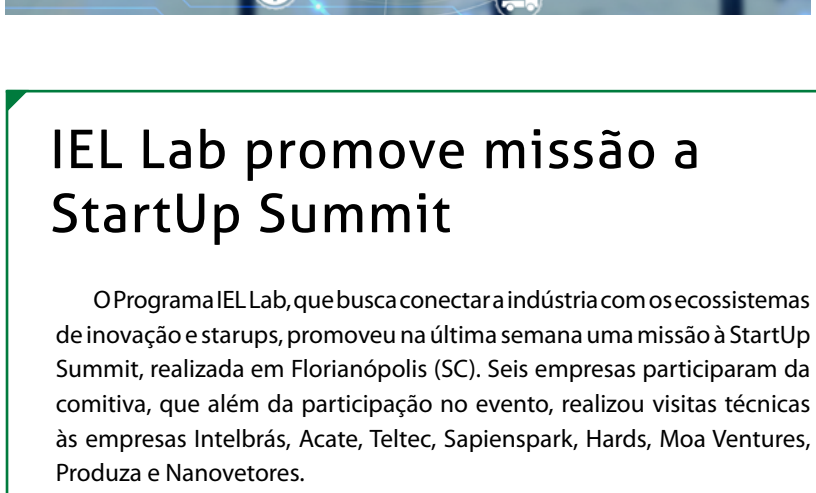 IEL Lab promove missão a
StartUp Summit
O Programa IEL Lab, que busca conectar a indústria com os ecossistemas
de inovação e starups, promoveu na última semana uma missão à StartUp
Summit, realizada em Florianópolis (SC). Seis empresas participaram da
comitiva, que além da participação no evento, realizou visitas técnicas
às empresas Intelbrás, Acate, Teltec, Sapienspark, Hards, Moa Ventures,
Produza e Nanovetores.